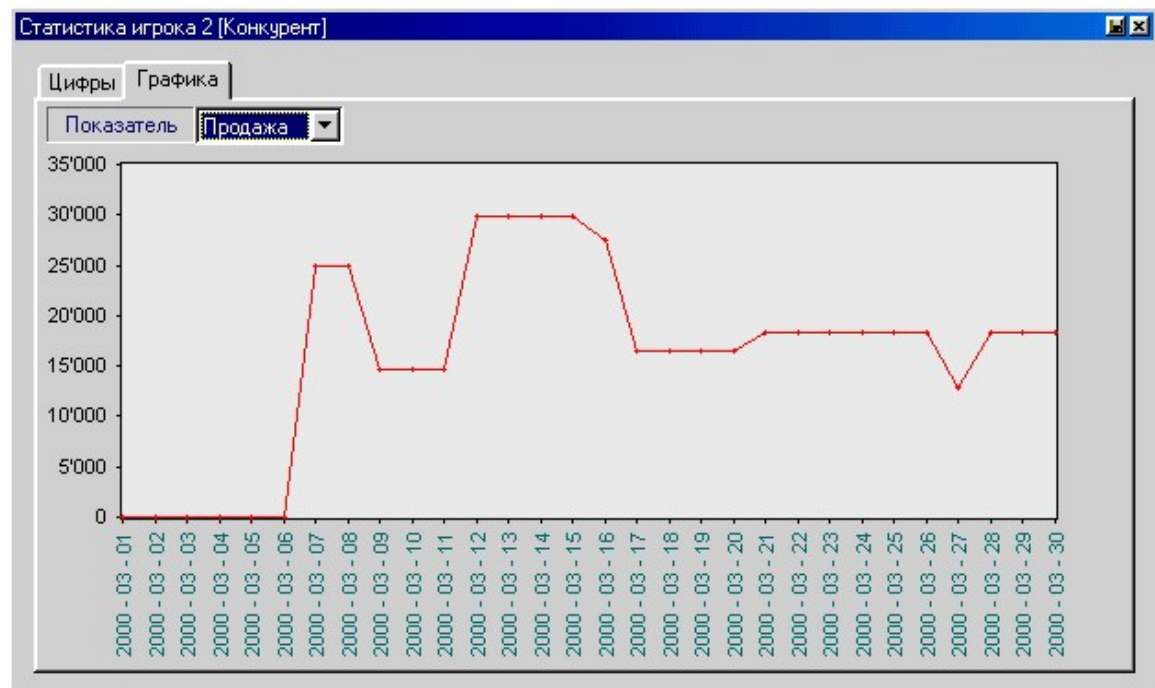 Статистика игрока 2 [Конкурент]
Цифры Графика
Показатель Продажа
35'000
30'000
25'000
20'000
15'000
10'000
5'000
0
2000 - 03 - 01
2000 - 03 - 02
2000 - 03 - 03
2000 - 03 - 04
2000 - 03 - 05
2000 - 03 - 06
2000 - 03 - 07
2000 - 03 - 08
2000 - 03 - 09
2000 - 03 - 10
2000 - 03 - 11
2000 - 03 - 12
2000 - 03 - 13
2000 - 03 - 14
2000 - 03 - 15
2000 - 03 - 16
2000 - 03 - 17
2000 - 03 - 18
2000 - 03 - 19
2000 - 03 - 20
2000 - 03 - 21
2000 - 03 - 22
2000 - 03 - 23
2000 - 03 - 24
2000 - 03 - 25
2000 - 03 - 26
2000 - 03 - 27
2000 - 03 - 28
2000 - 03 - 29
2000 - 03 - 30